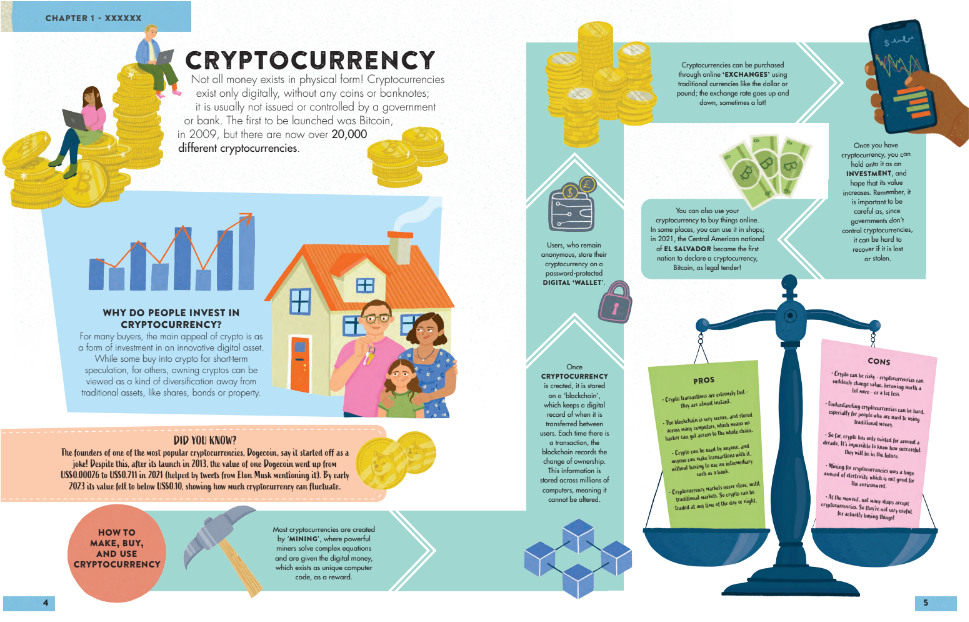 CHAPTER 1 - XXXXXX
CRYPTOCURRENCY
Not all money exists in physical form! Cryptocurrencies
exist only digitally, without any coins or banknotes;
it is usually not issued or controlled by a government
or bank. The first to be launched was Bitcoin,
in 2009, but there are now over 20,000
different cryptocurrencies.
WHY DO PEOPLE INVEST IN
CRYPTOCURRENCY?
For many buyers, the main appeal of crypto is as
a form of investment in an innovative digital asset.
While some buy into crypto for short-term
speculation, for others, owning cryptos can be
viewed as a kind of diversification away from
traditional assets, like shares, bonds or property.
DID YOU KNOW?
The founders of one of the most popular cryptocurrencies, Dogecoin, say it started off as a
joke! Despite this, after its launch in 2013, the value of one Dogecoin went up from
US$0.00026 to US$0.711 in 2021 (helped by tweets from Elon Musk mentioning it). By early
2023 its value fell to below US$0.10, showing how much cryptocurrency can fluctuate.
HOW TO
MAKE, BUY,
AND USE
CRYPTOCURRENCY
Most cryptocurrencies are created
by 'MINING', where powerful
miners solve complex equations
and are given the digital money,
which exists as unique computer
code, as a reward.
4
Once
CRYPTOCURRENCY
is created, it is stored
on a 'blockchain',
which keeps a digital
record of when it is
transferred between
users. Each time there is
a transaction, the
blockchain records the
change of ownership.
This information is
stored across millions of
computers, meaning it
cannot be altered.
Users, who remain
anonymous, store their
cryptocurrency on a
password-protected
DIGITAL 'WALLET'.
Cryptocurrencies can be purchased
through online 'EXCHANGES' using
traditional currencies like the dollar or
pound; the exchange rate goes up and
down, sometimes a lot!
Once you have
cryptocurrency, you can
hold onto it as an
INVESTMENT, and
hope that its value
increases. Remember, it
is important to be
careful as, since
governments don't
control cryptocurrencies,
it can be hard to
recover if it is lost
or stolen.
You can also use your
cryptocurrency to buy things online.
In some places, you can use it in shops;
in 2021, the Central American national
of EL SALVADOR became the first
nation to declare a cryptocurrency,
Bitcoin, as legal tender!
PROS
- Crypto transactions are extremely fast -
they are almost instant.
- The blockchain is very secure, and stored
across many computers, which means no
hacker can get access to the whole chain.
- Crypto can be used by anyone, and
anyone can make transactions with it,
without having to use an intermediary
such as a bank.
- Cryptocurrency markets never close, until
traditional markets. So crypto can be
traded at any time of the day or night.
CONS
- Crypto can be risky - cryptocurrencies can
suddenly change value, becoming worth a
lot more - or a lot less.
- Understanding cryptocurrencies can be hard,
especially for people who are used to using
traditional money.
- So far, crypto has only existed for around a
decade. It's impossible to know how successful
they will be in the future.
- Mining for cryptocurrencies uses a huge
amount of electricity which is not good for
the environment.
- At the moment, not many shops accept
cryptocurrencies. So they're not very useful
for actually buying things!
5